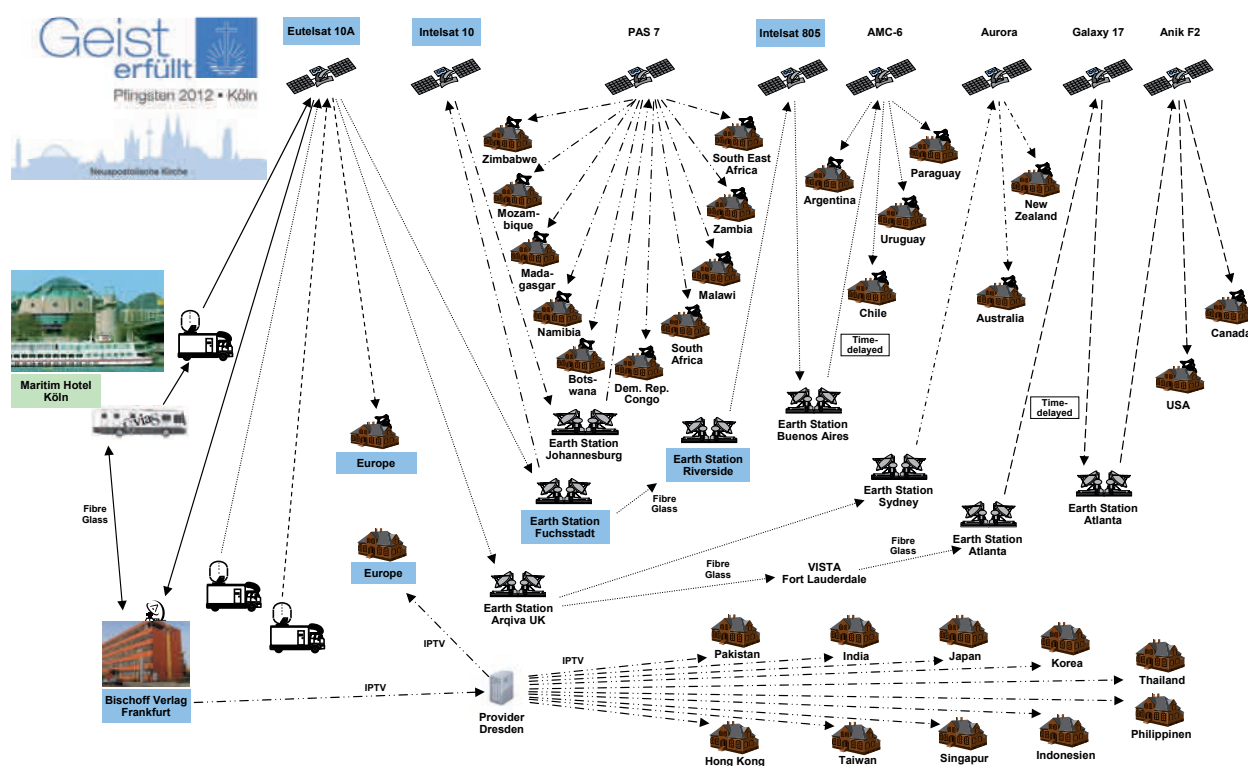 Geist
erfüllt
Pfingsten 2012 • Köln
Neuapostolische Kirche
Eutelsat 10A
Intelsat 10
PAS 7
Intelsat 805
AMC-6
Aurora
Galaxy 17
Anik F2
Zimbabwe
South East
Africa
Mozam-
bique
Zambia
Mada-
gasgar
Malawi
Namibia
South
Africa
Bots-
wana
Dem. Rep.
Congo
Argentina
Paraguay
Uruguay
Chile
New
Zealand
Australia
Canada
USA
Time-
delayed
Time-
delayed
Maritim Hotel
Köln
vias
Fibre
Glass
Europe
Earth Station
Johannesburg
Earth Station
Riverside
Earth Station
Buenos Aires
Earth Station
Fuchsstadt
Fibre
Glass
Earth Station
Sydney
Earth Station
Atlanta
Earth Station
Atlanta
Europe
Earth Station
Arqiva UK
Fibre
Glass
VISTA
Fort Lauderdale
Fibre
Glass
IPTV
Bischoff Verlag
Frankfurt
IPTV
Provider
Dresden
IPTV
Pakistan
India
Japan
Korea
Thailand
Hong Kong
Taiwan
Singapur
Indonesien
Philippinen